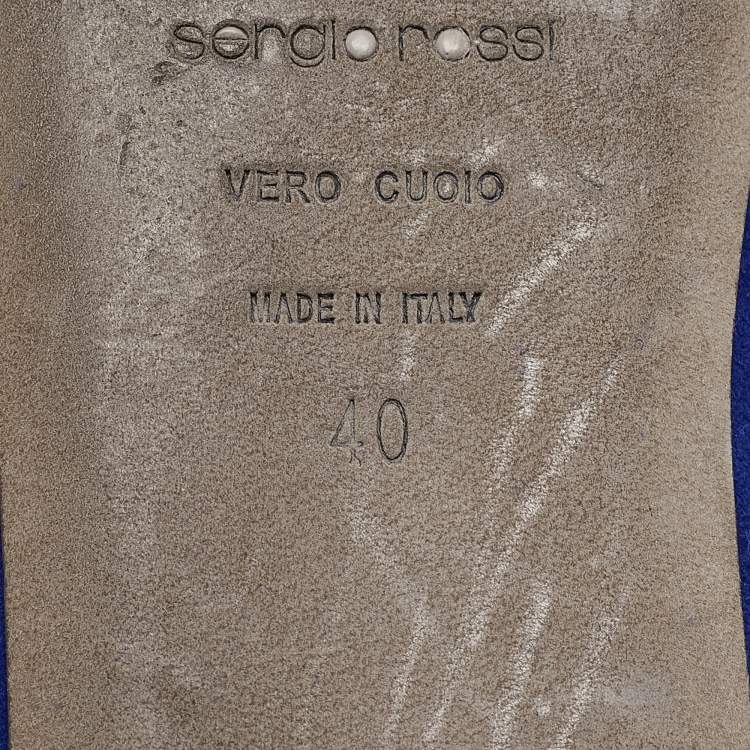 sergio rossi
VERO CUOIO
MADE IN ITALY
40